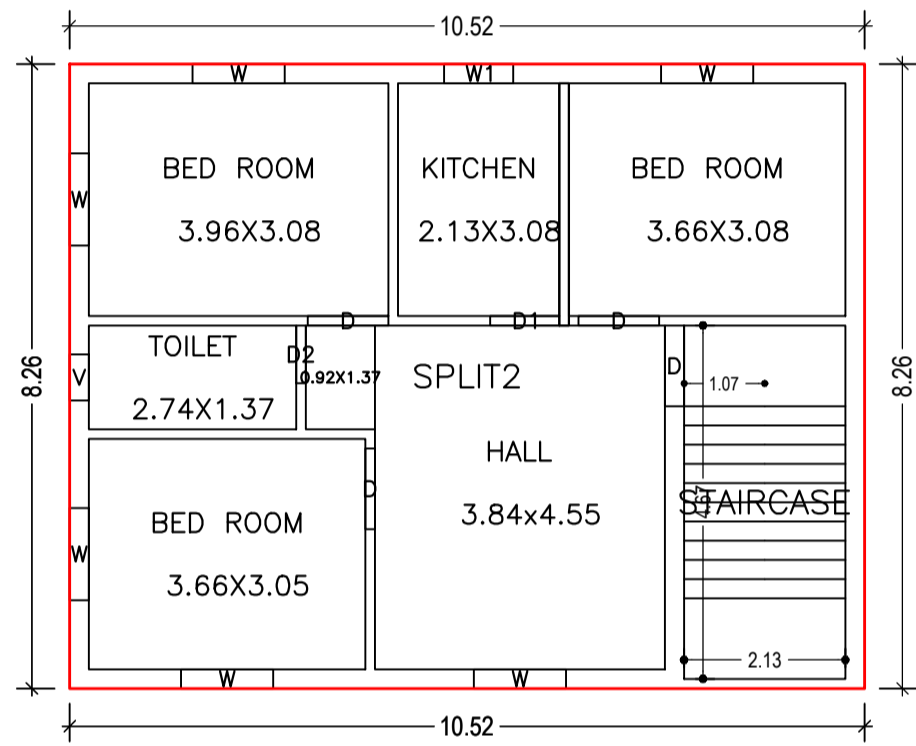 10.52
W
W1
W
BED ROOM
KITCHEN
BED ROOM
W
3.96X3.08
2.13X3.08
3.66X3.08
D
D1
D
TOILET
D2
V
0.92X1.37
SPLIT2
D
1.07
8.26
8.26
2.74X1.37
HALL
D
4.67
STAIRCASE
BED ROOM
3.84x4.55
W
3.66X3.05
2.13
W
W
10.52